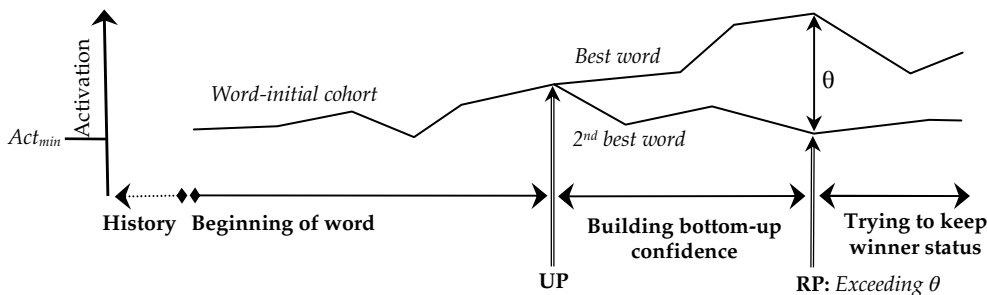 Activation
Act_min
Word-initial cohort
Best word
2nd best word
θ
History
Beginning of word
Building bottom-up
confidence
Trying to keep
winner status
UP
RP: Exceeding θ